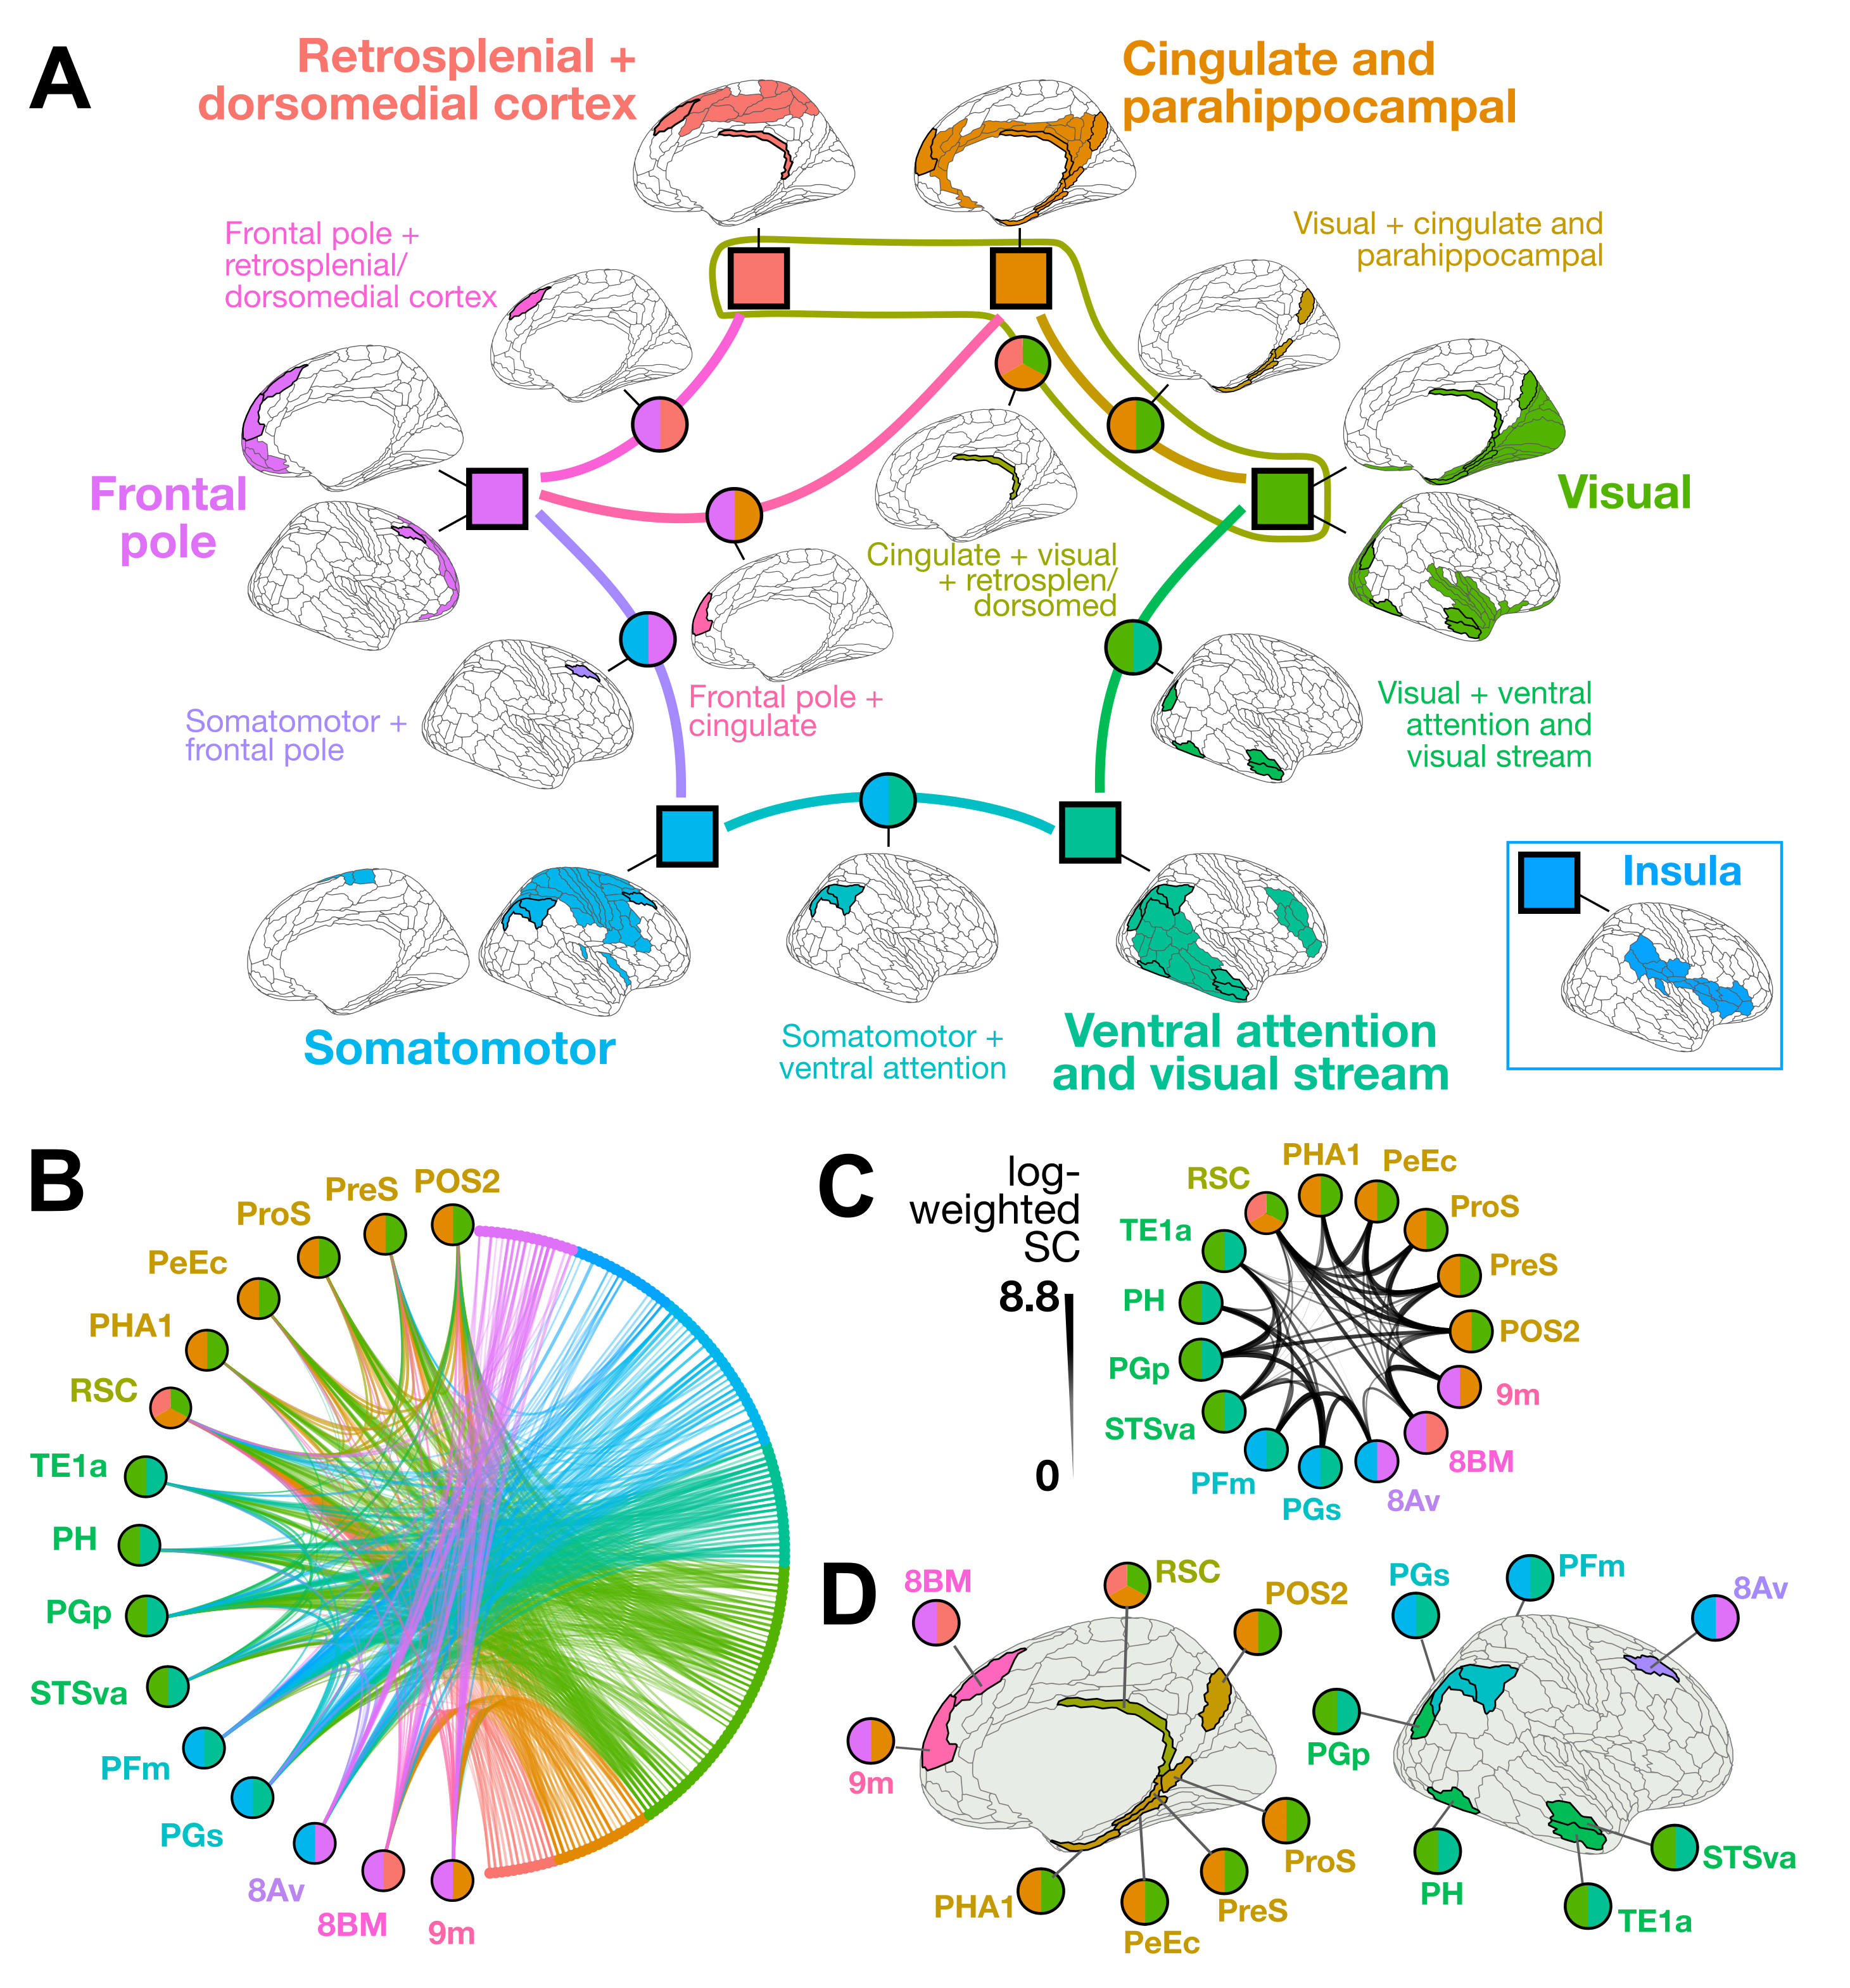 A
Retrosplenial +
dorsomedial cortex
Cingulate and
parahippocampal
Frontal pole +
retrosplenial/
dorsomedial cortex
Visual + cingulate and
parahippocampal
Frontal
pole
Visual
Cingulate + visual
+ retrosplen/
dorsomed
Somatomotor +
frontal pole
Frontal pole +
cingulate
Visual + ventral
attention and
visual stream
Insula
Somatomotor
Somatomotor +
ventral attention
Ventral attention
and visual stream
B
POS2
PreS
ProS
PeEc
PHA1
RSC
TE1a
PH
PGp
STSva
PFm
PGs
8Av
8BM
9m
C
log-
weighted
SC
8.8
0
PHA1
PeEc
RSC
ProS
TE1a
PreS
PH
POS2
PGp
9m
STSva
8BM
PFm
8Av
PGs
D
8BM
RSC
POS2
9m
ProS
PHA1
PreS
PeEc
PGs
PFm
8Av
PGp
STSva
PH
TE1a